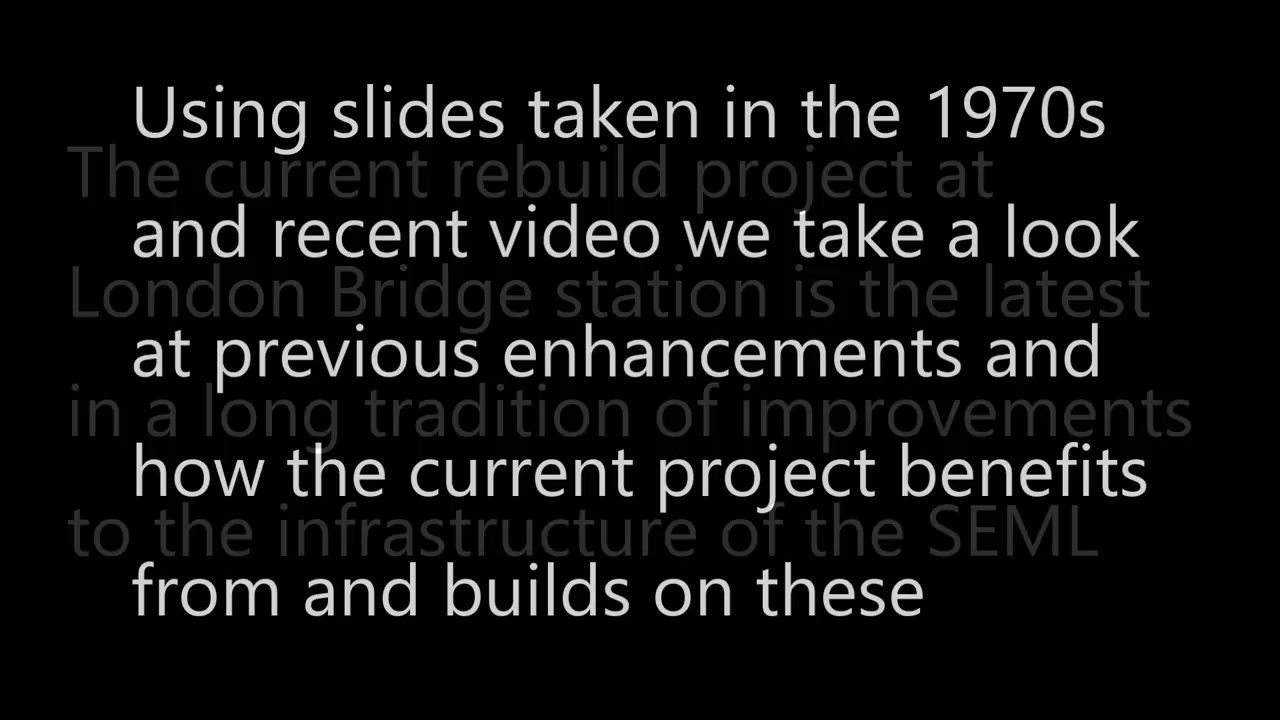 Using slides taken in the 1970s
The current rebuild project at
and recent video we take a look
London Bridge station is the latest
at previous enhancements and
in a long tradition of improvements
how the current project benefits
to the infrastructure of the SEML
from and builds on these